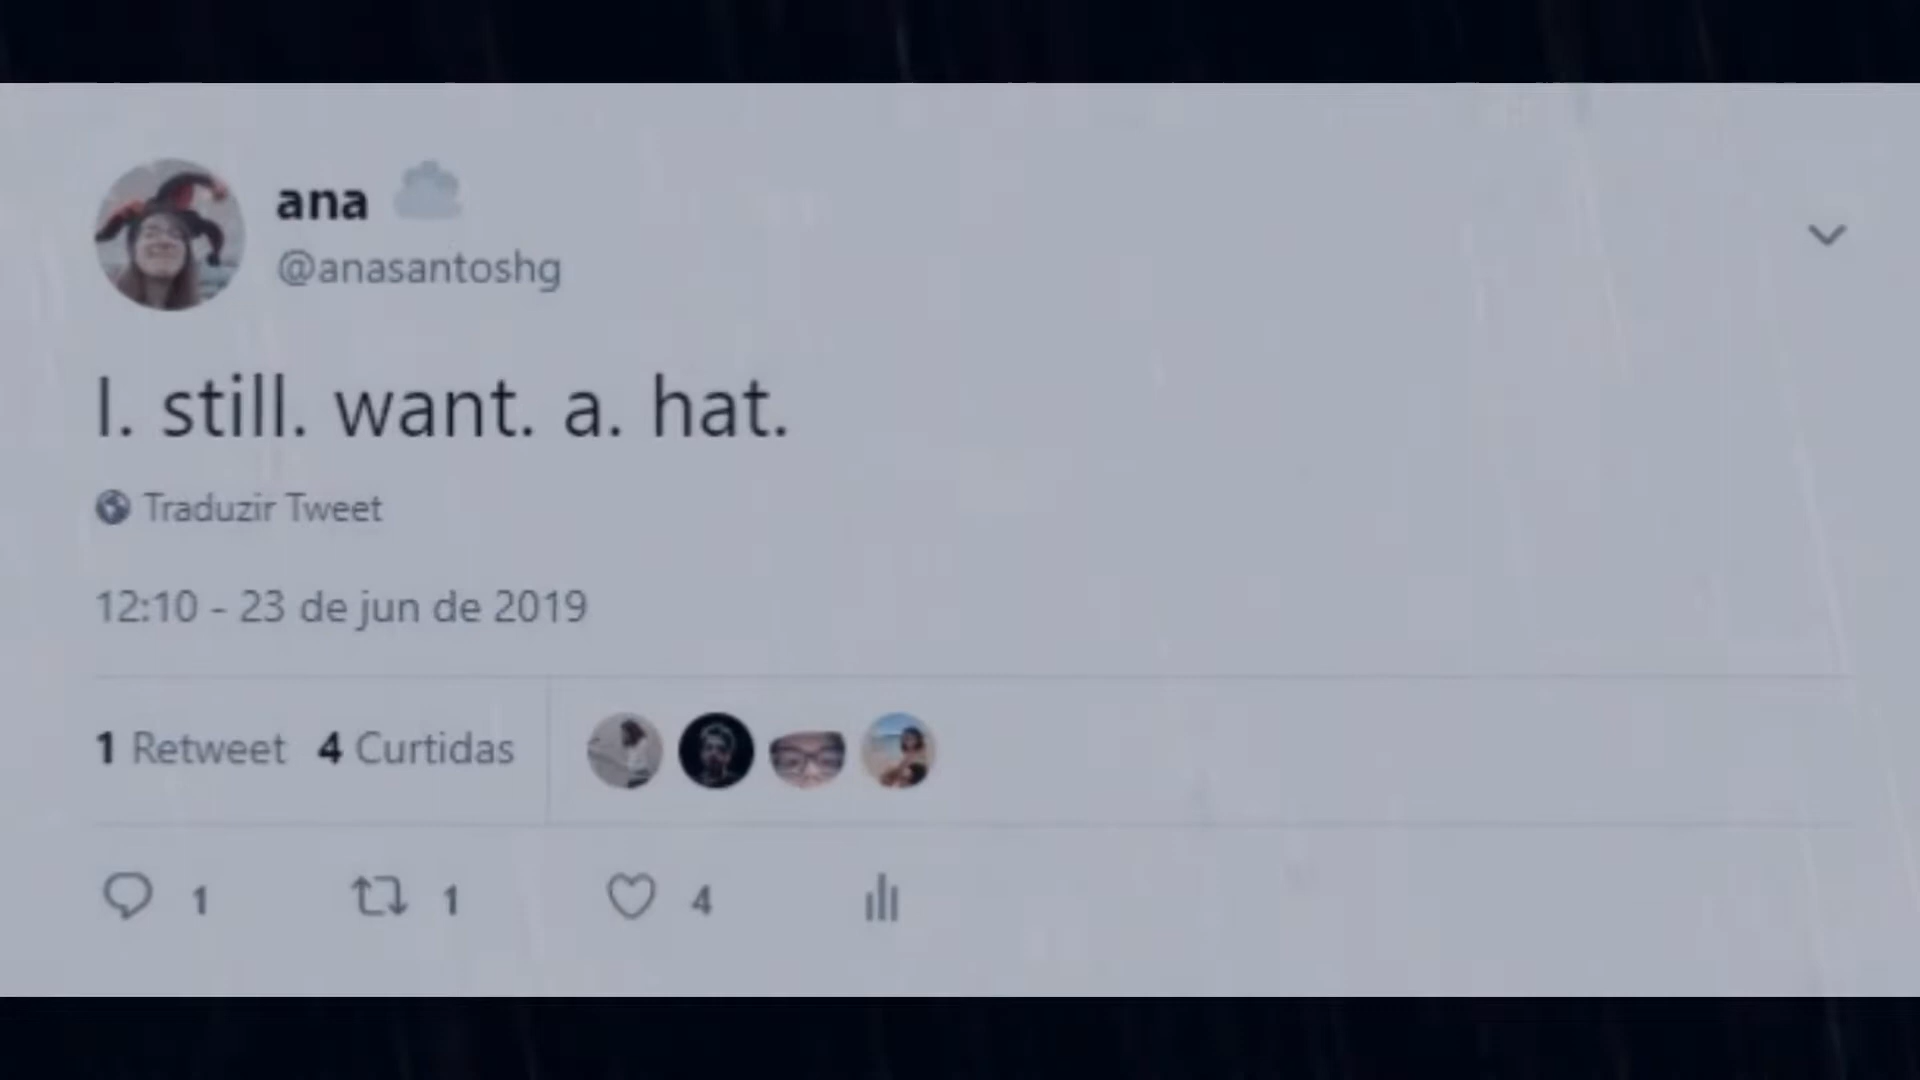 ana
@anasantoshg
I. still. want. a. hat.
Traduzir Tweet
12:10 - 23 de jun de 2019
1 Retweet 4 Curtidas
1 1 4